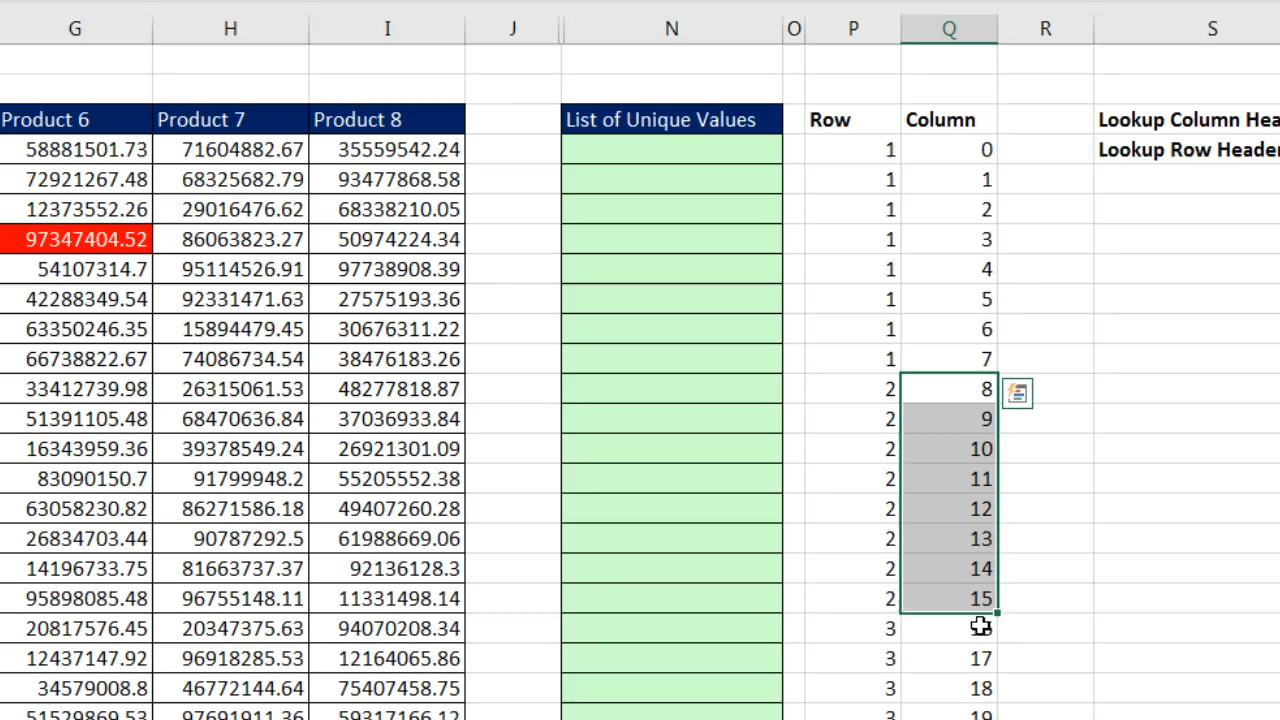 G H I J N O P Q R S
Product 6 Product 7 Product 8 List of Unique Values Row Column Lookup Column Hea
58881501.73 71604882.67 35559542.24 1 0 Lookup Row Header
72921267.48 68325682.79 93477868.58 1 1
12373552.26 29016476.62 68338210.05 1 2
97347404.52 86063823.27 50974224.34 1 3
54107314.7 95114526.91 97738908.39 1 4
42288349.54 92331471.63 27575193.36 1 5
63350246.35 15894479.45 30676311.22 1 6
66738822.67 74086734.54 38476183.26 1 7
33412739.98 26315061.53 48277818.87 2 8
51391105.48 68470636.84 37036933.84 2 9
16343959.36 39378549.24 26921301.09 2 10
83090150.7 91799948.2 55205552.38 2 11
63058230.82 86271586.18 49407260.28 2 12
26834703.44 90787292.5 61988669.06 2 13
14196733.75 81663737.37 92136128.3 2 14
95898085.48 96755148.11 11331498.14 2 15
20817576.45 20347375.63 94070208.34 3
12437147.92 96918285.53 12164065.86 3 17
34579008.8 46772144.64 75407458.75 3 18
51529869.53 97691911.36 59317166.12 3 19